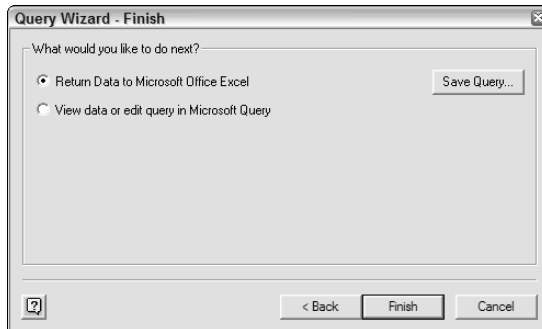 Query Wizard - Finish
What would you like to do next?
Return Data to Microsoft Office Excel
Save Query...
View data or edit query in Microsoft Query
?
< Back
Finish
Cancel